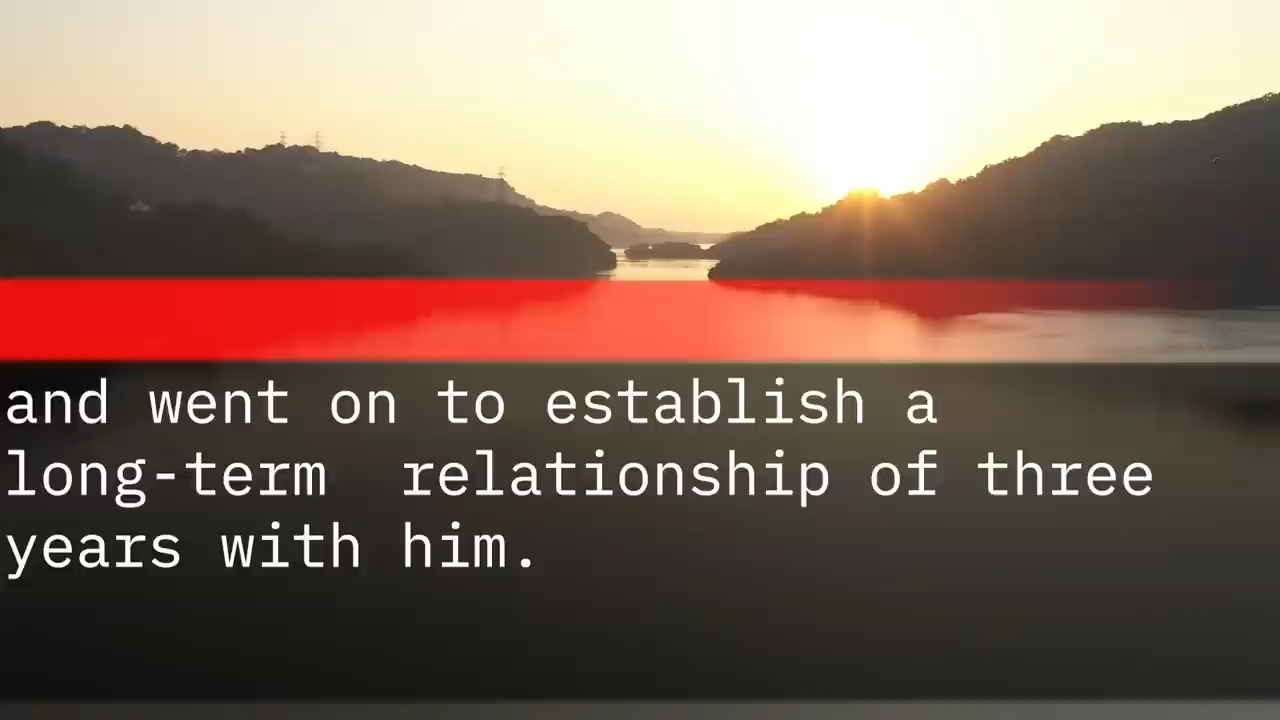 and went on to establish a
long-term  relationship of three
years with him.